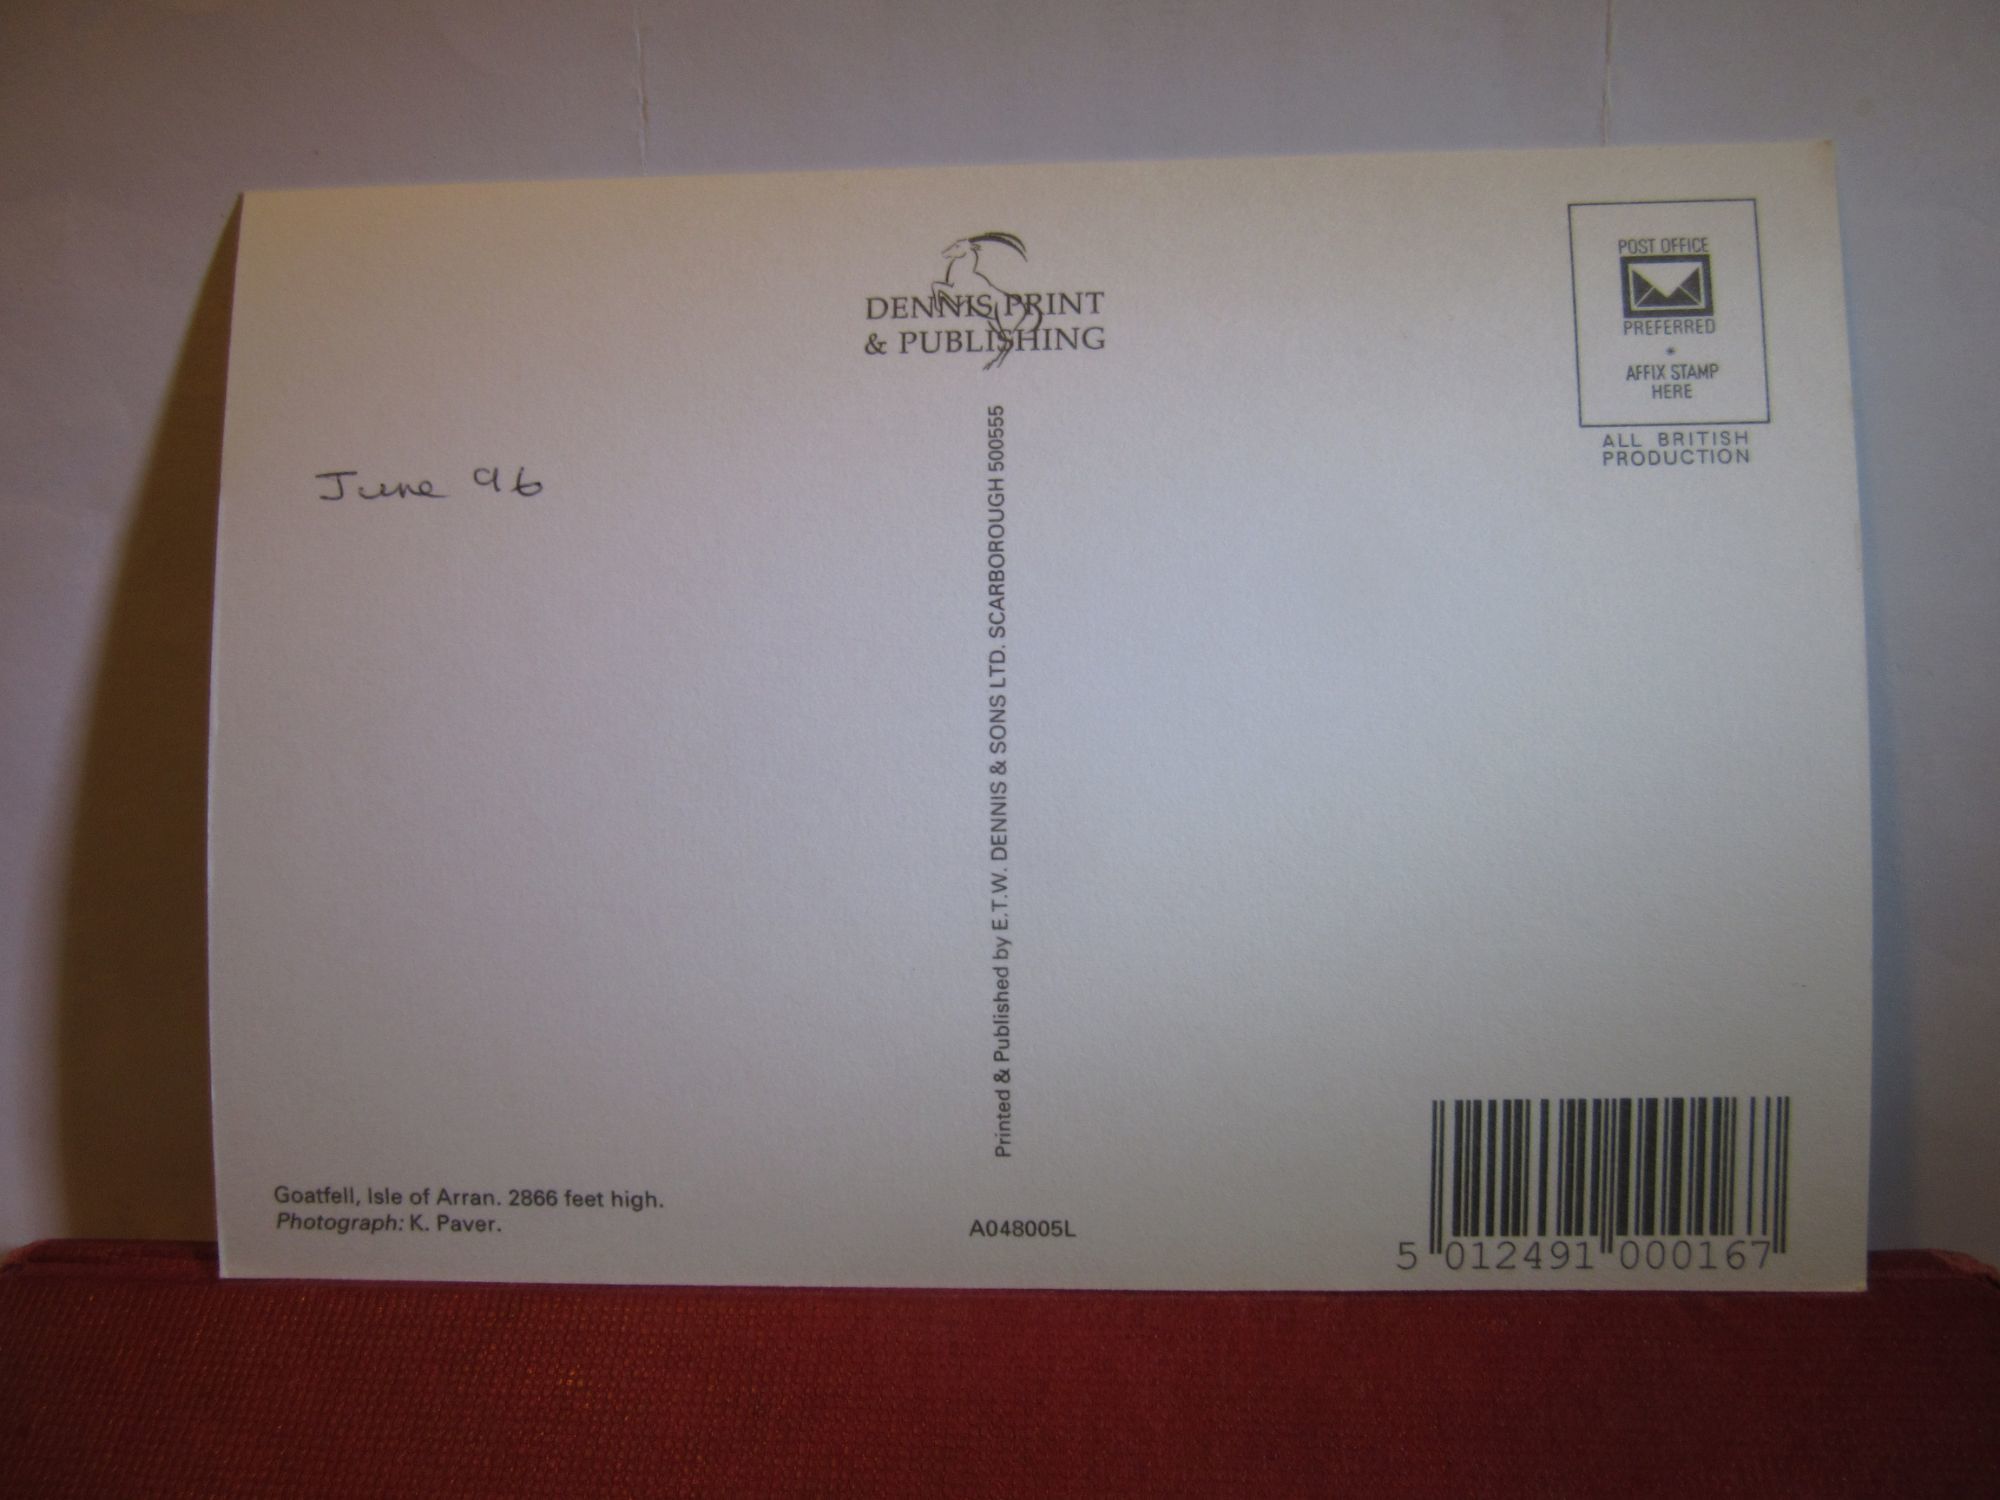 DENNIS PRINT
& PUBLISHING
POST OFFICE
PREFERRED
*
AFFIX STAMP
HERE
ALL BRITISH
PRODUCTION
June 96
Printed & Published by E.T.W. DENNIS & SONS LTD. SCARBOROUGH 500555
Goatfell, Isle of Arran. 2866 feet high.
Photograph: K. Paver.
A048005L
5 012491 000167